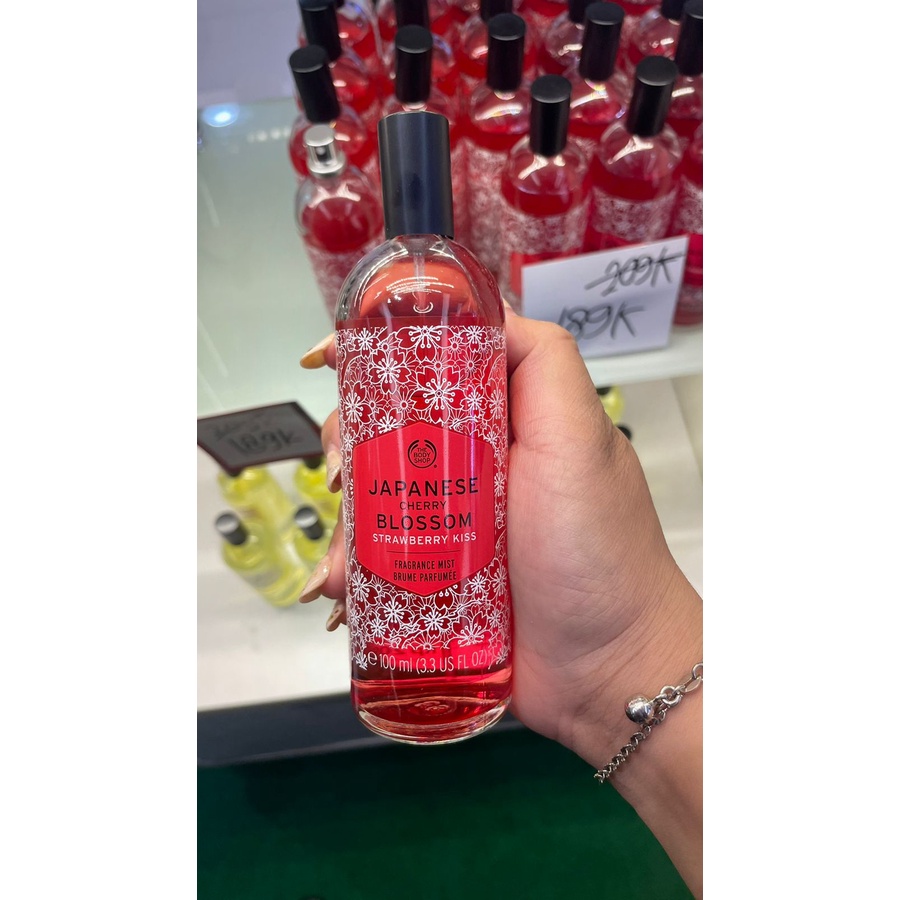 209K
189K
189K
THE
BODY
SHOP
JAPANESE
CHERRY
BLOSSOM
STRAWBERRY KISS
FRAGRANCE MIST
BRUME PARFUMÉE
e 100 ml (3.3 US FL OZ)